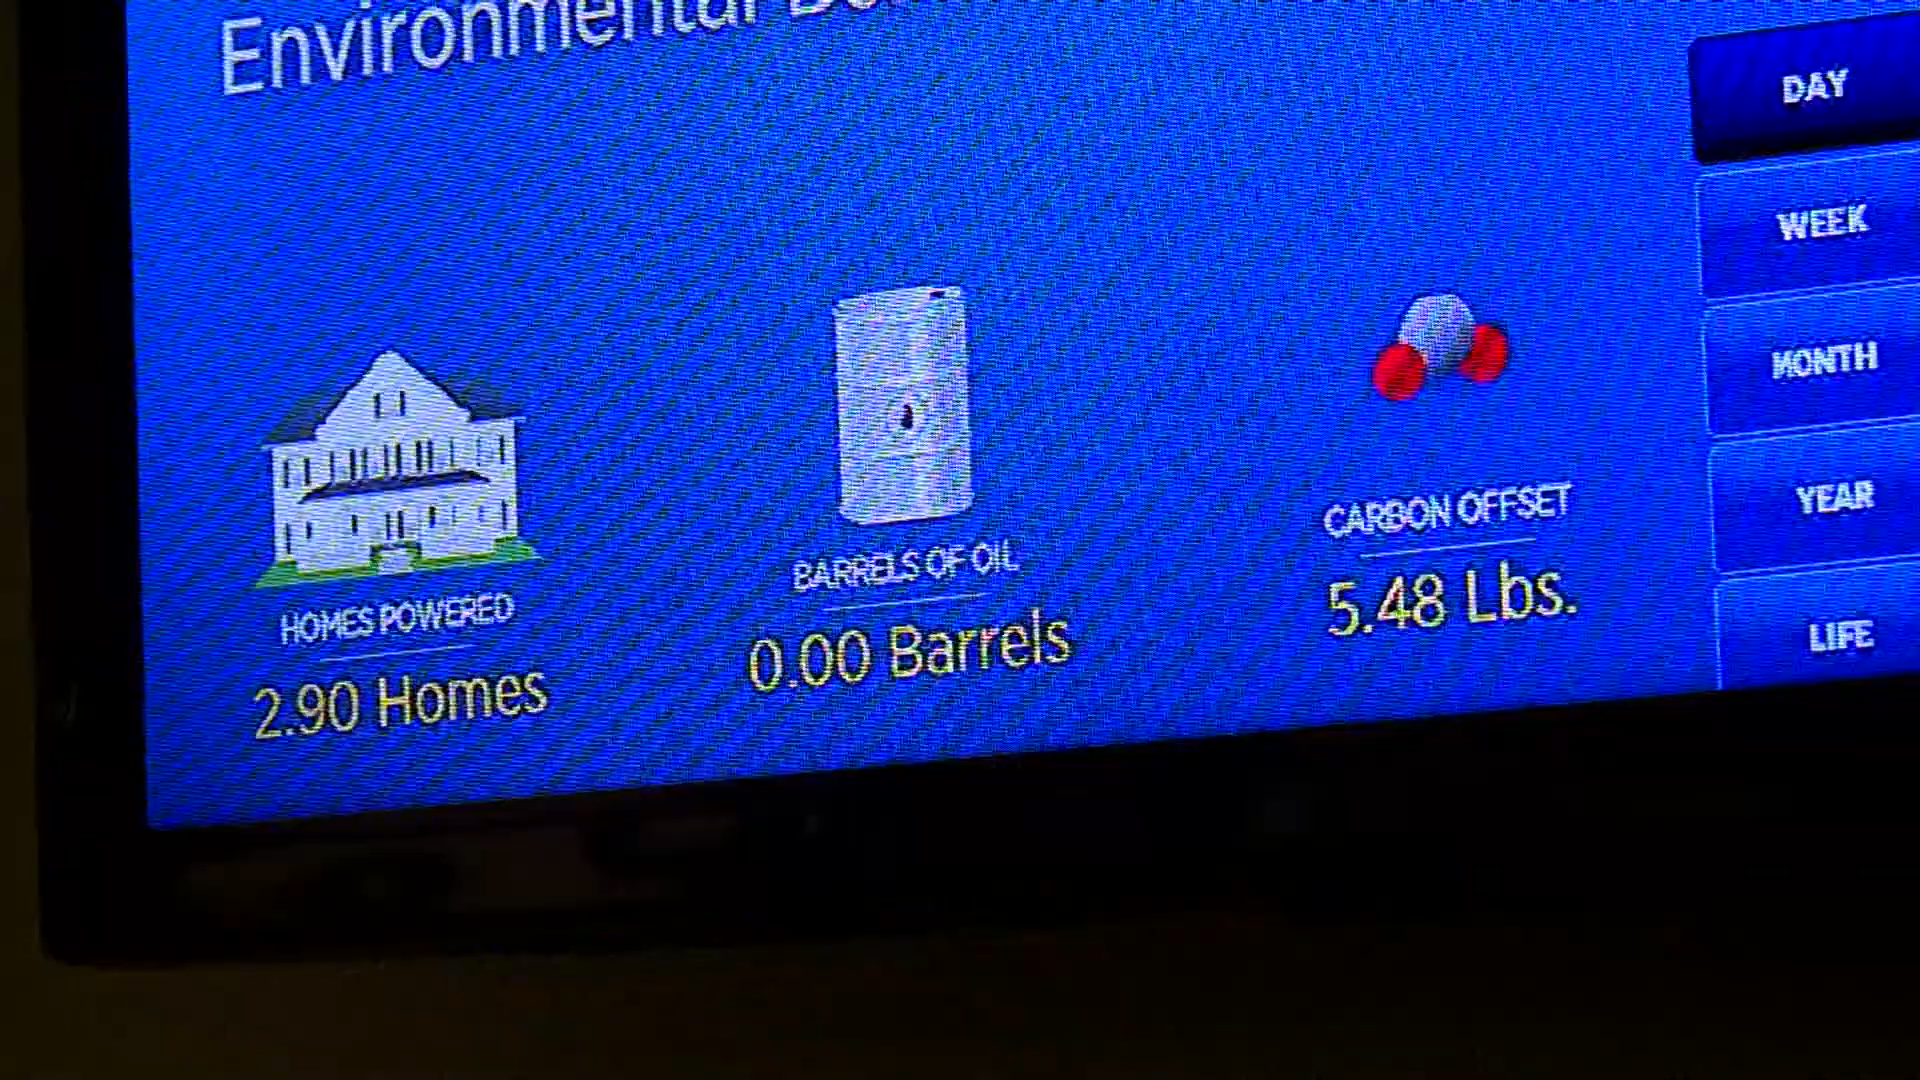 Environmental
DAY
WEEK
MONTH
YEAR
LIFE
HOMES POWERED
2.90 Homes
BARRELS OF OIL
0.00 Barrels
CARBON OFFSET
5.48 Lbs.